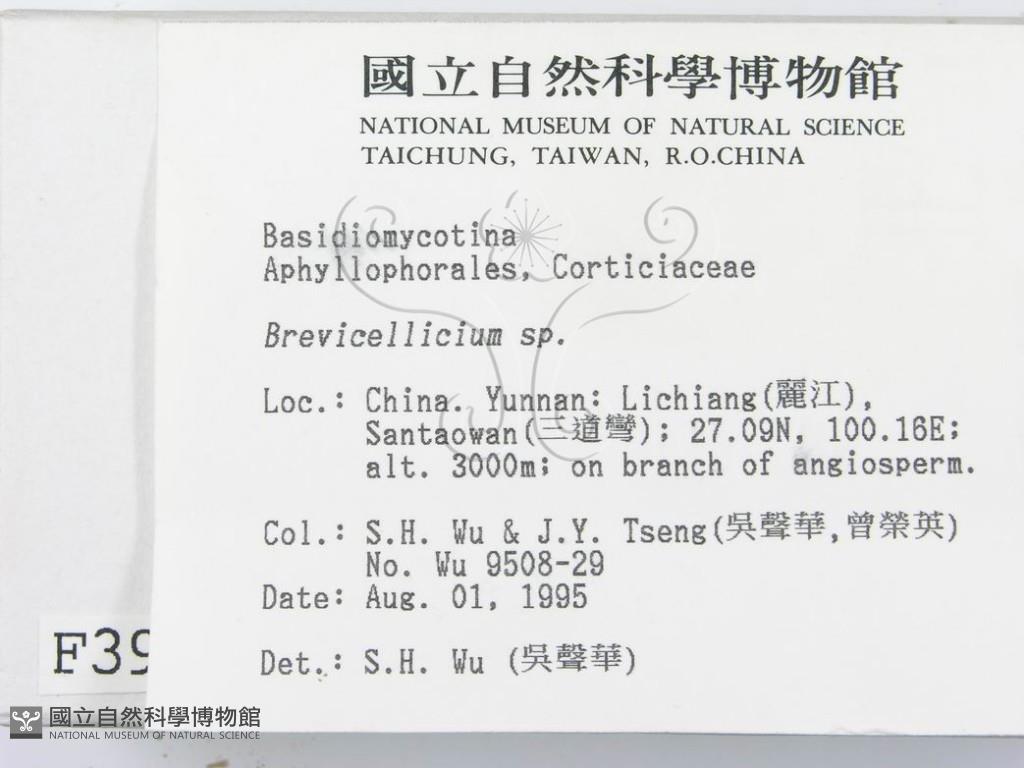 國立自然科學博物館
NATIONAL MUSEUM OF NATURAL SCIENCE
TAICHUNG, TAIWAN, R.O.CHINA
Basidiomycotina
Aphyllophorales, Corticiaceae
Brevicellicium sp.
Loc.: China. Yunnan: Lichiang(麗江),
Santaowan(三道彎); 27.09N, 100.16E;
alt. 3000m; on branch of angiosperm.
Col.: S.H. Wu & J.Y. Tseng(吳聲華,曾榮英)
No. Wu 9508-29
Date: Aug. 01, 1995
Det.: S.H. Wu (吳聲華)
F39
國立自然科學博物館
NATIONAL MUSEUM OF NATURAL SCIENCE